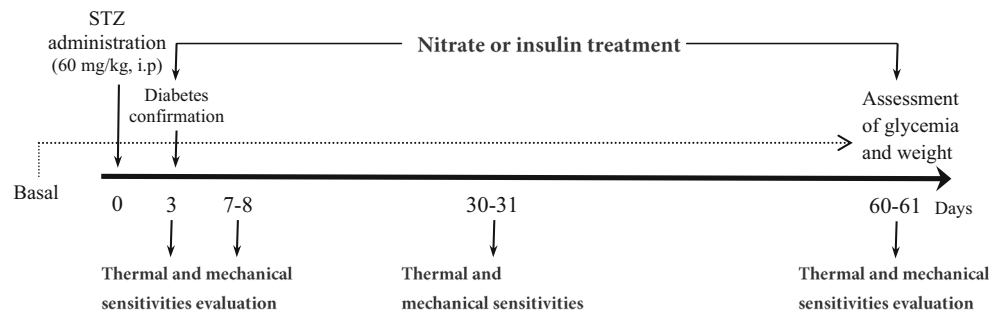 STZ
administration
(60 mg/kg, i.p)
Nitrate or insulin treatment
Diabetes
confirmation
Assessment
of glycemia
and weight
Basal
0 3 7-8 30-31 60-61 Days
Thermal and mechanical
sensitivities evaluation
Thermal and
mechanical sensitivities
Thermal and mechanical
sensitivities evaluation